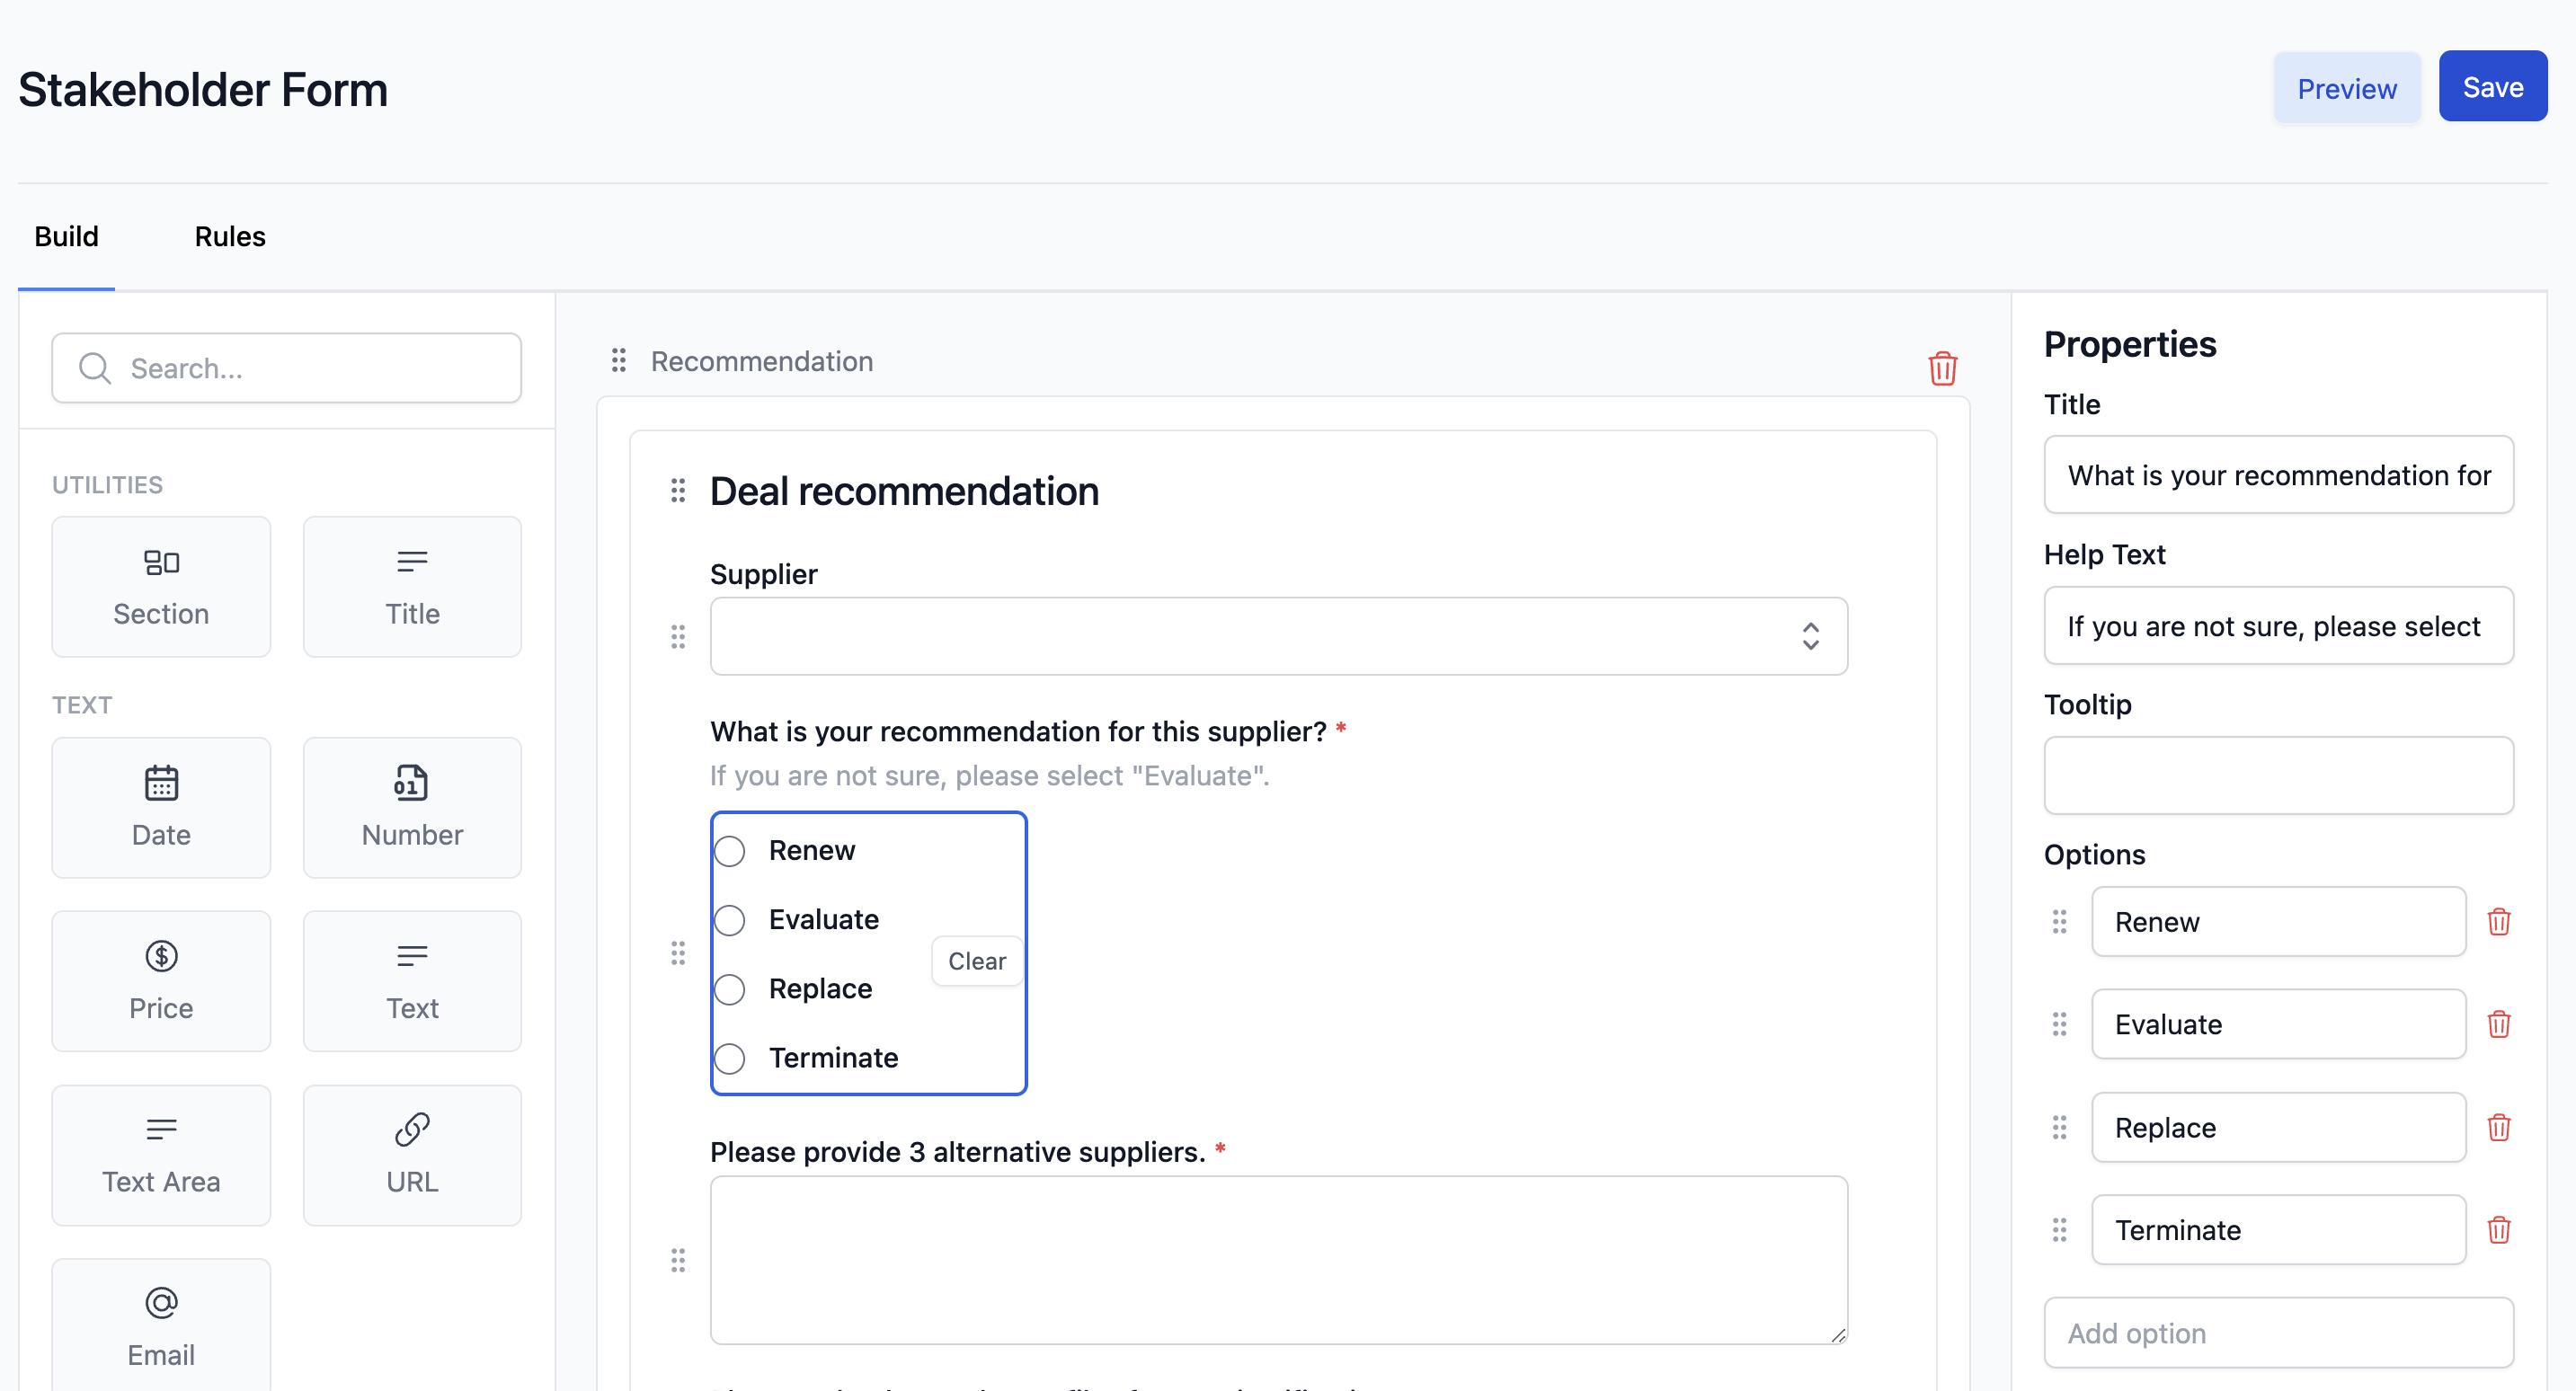 Stakeholder Form
Preview
Save
Build
Rules
Search...
UTILITIES
Section
Title
TEXT
Date
Number
Price
Text
Text Area
URL
Email
Recommendation
Deal recommendation
Supplier
What is your recommendation for this supplier? *
If you are not sure, please select "Evaluate".
Renew
Evaluate
Clear
Replace
Terminate
Please provide 3 alternative suppliers. *
Properties
Title
What is your recommendation for
Help Text
If you are not sure, please select
Tooltip
Options
Renew
Evaluate
Replace
Terminate
Add option